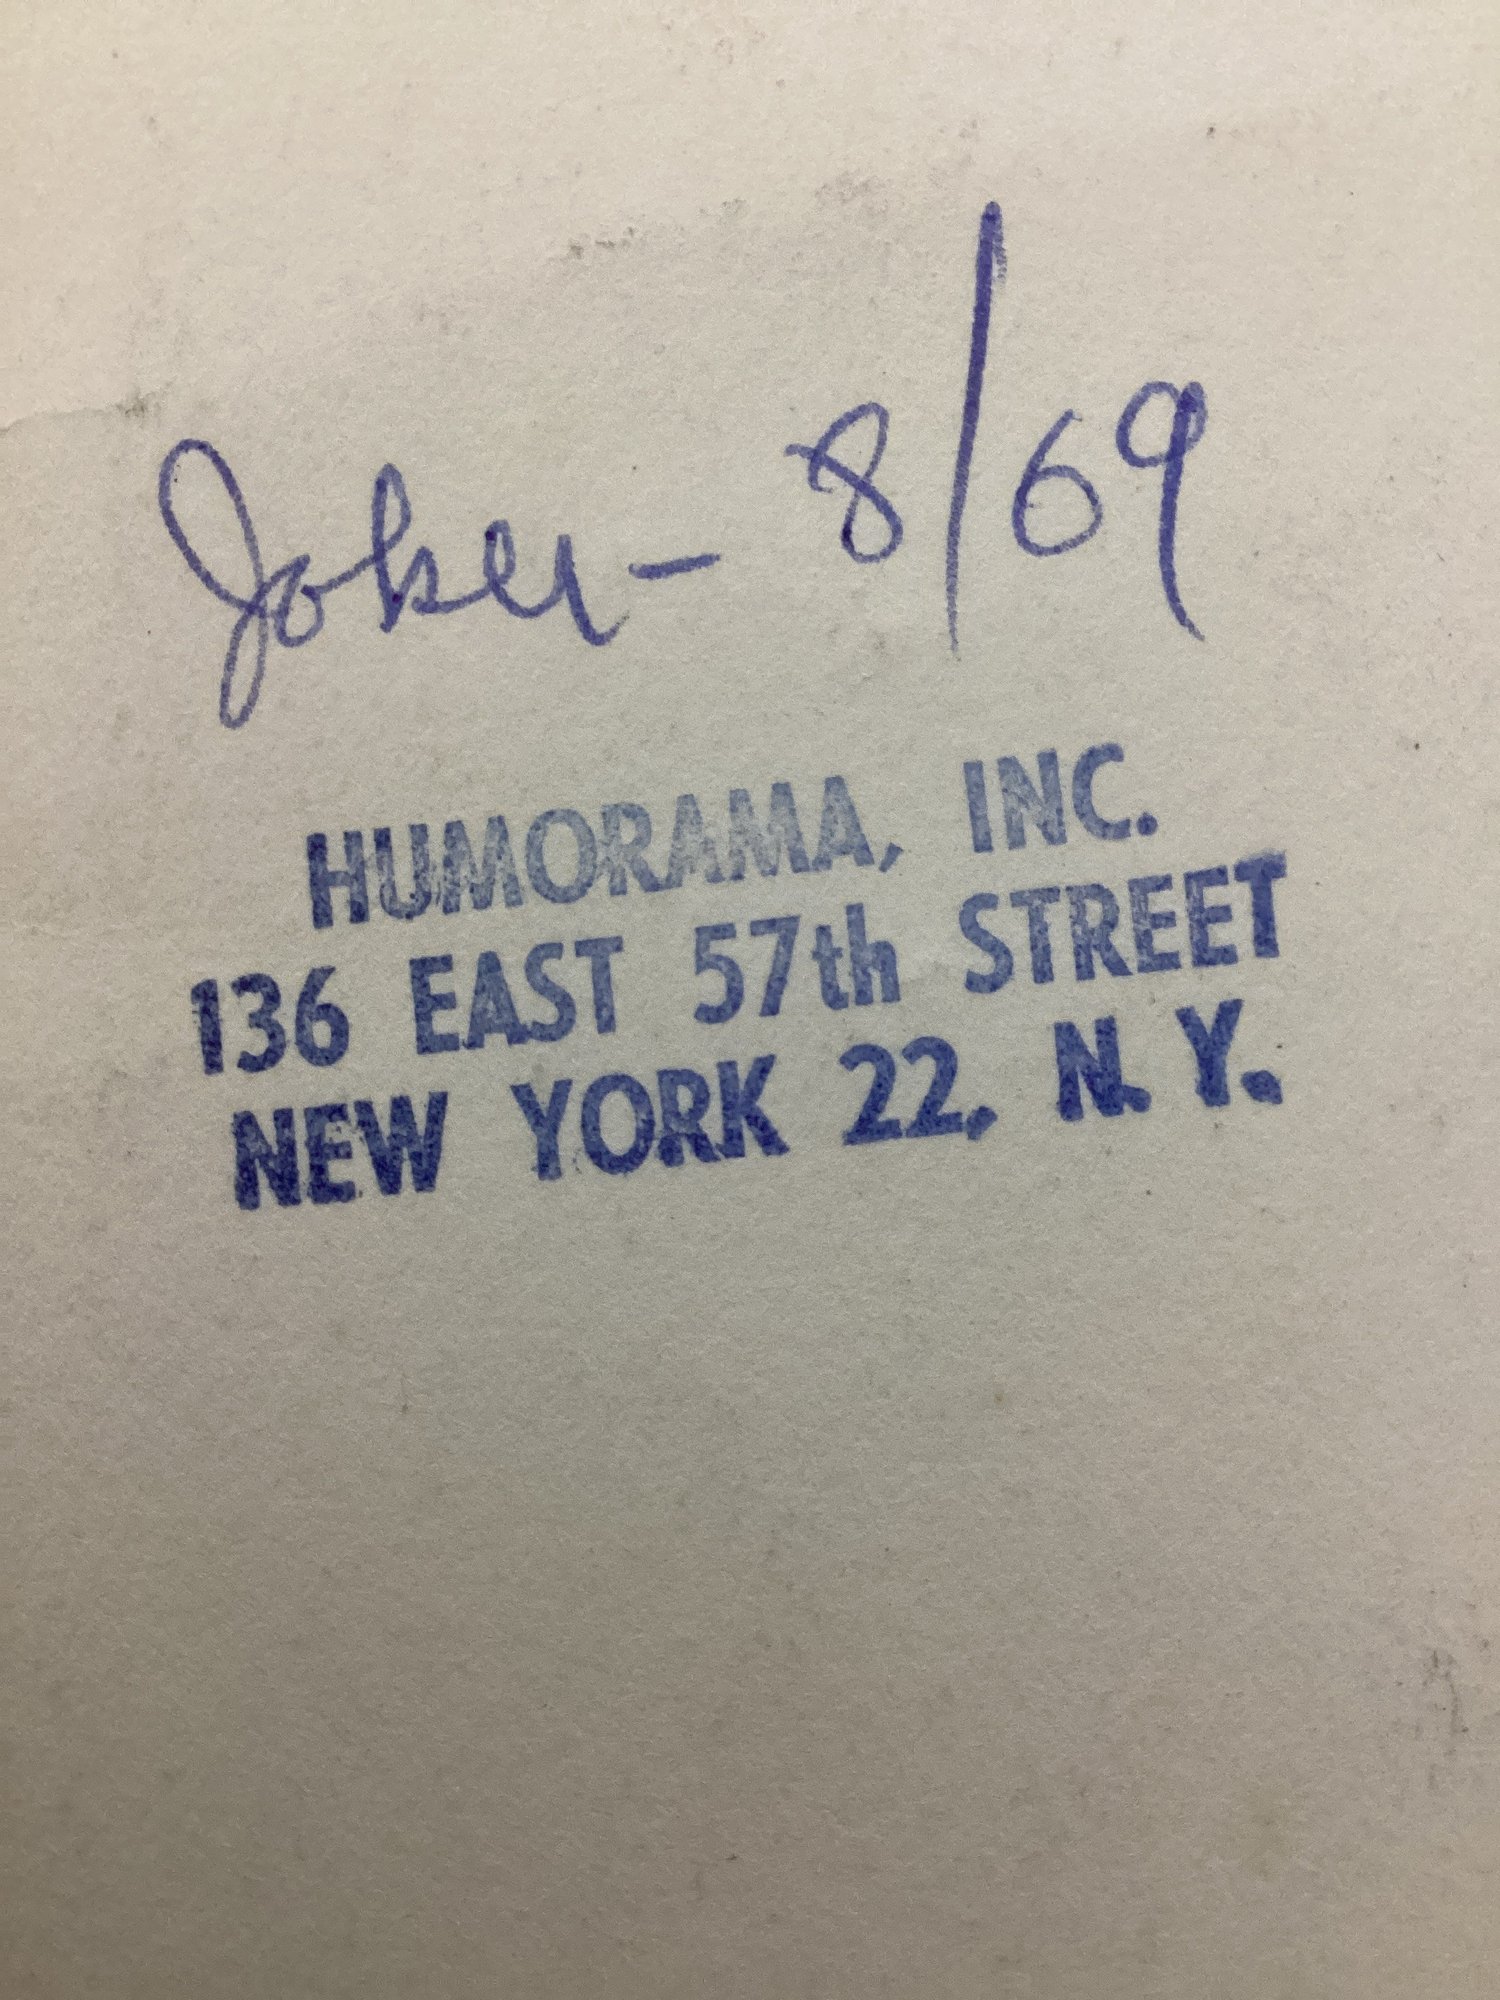 Joker - 8/69
HUMORAMA, INC.
136 EAST 57th STREET
NEW YORK 22, N. Y.